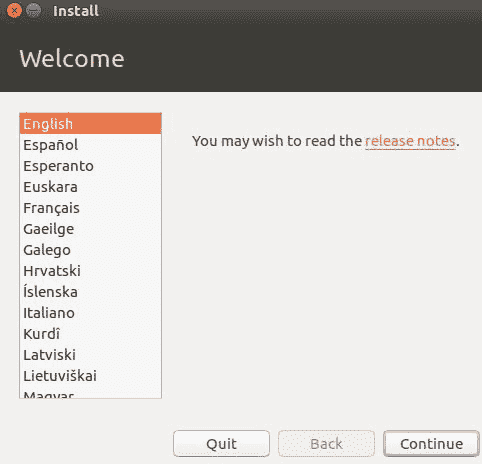 Install
Welcome
English
Español
Esperanto
Euskara
Français
Gaeilge
Galego
Hrvatski
Íslenska
Italiano
Kurdî
Latviski
Lietuviškai
Magyar
You may wish to read the release notes.
Quit
Back
Continue